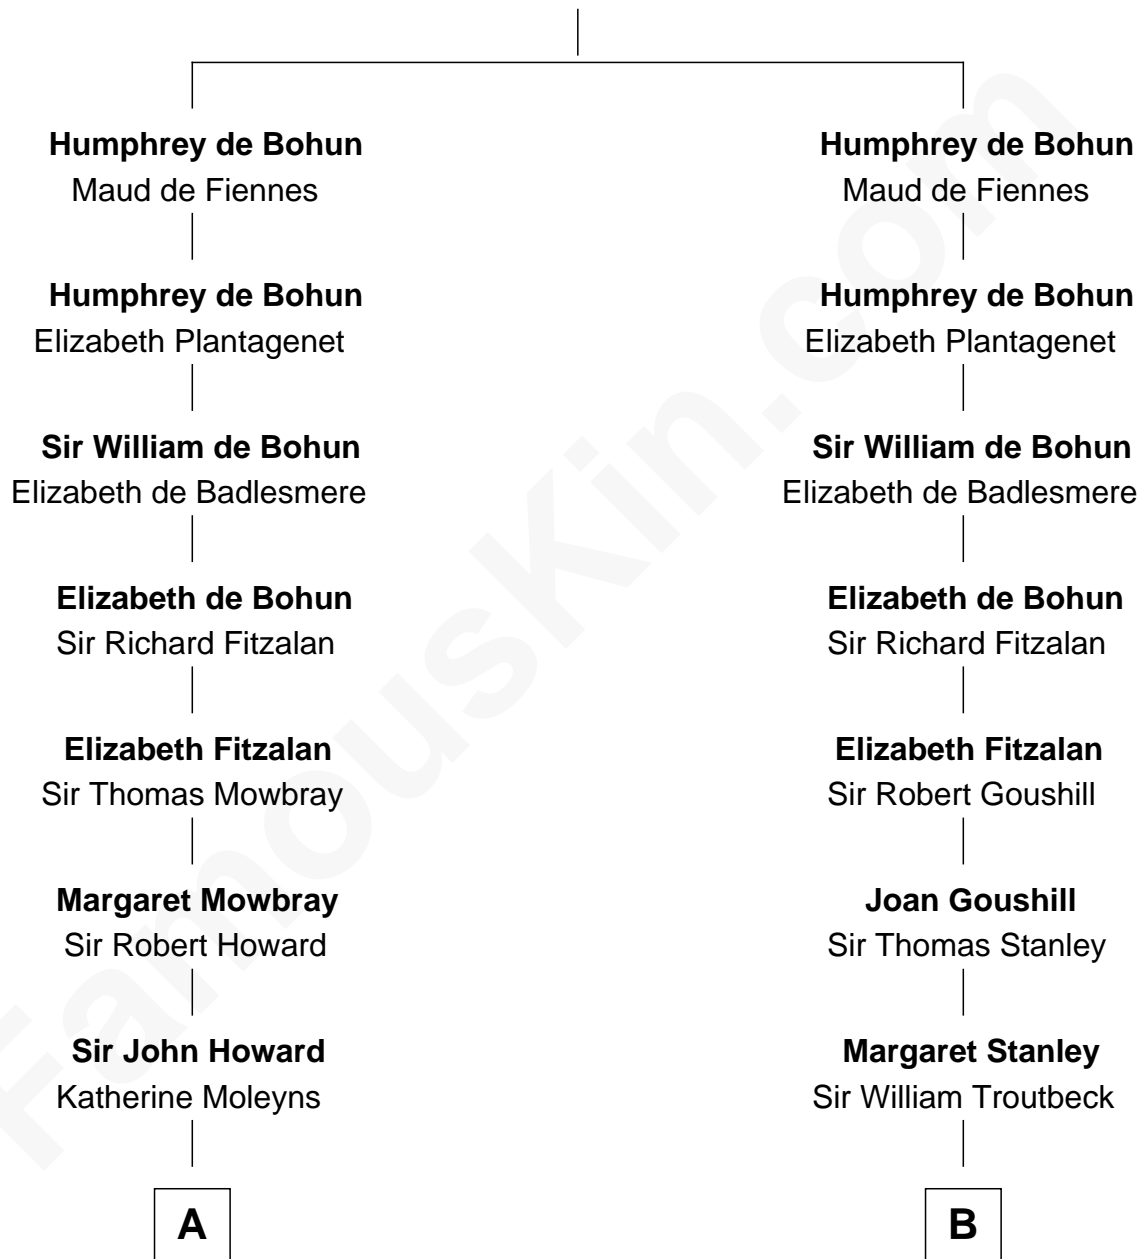 Humphrey de Bohun
Maud de Fiennes
Humphrey de Bohun
Elizabeth Plantagenet
Sir William de Bohun
Elizabeth de Badlesmere
Elizabeth de Bohun
Sir Richard Fitzalan
Elizabeth Fitzalan
Sir Thomas Mowbray
Margaret Mowbray
Sir Robert Howard
Sir John Howard
Katherine Moleyns
A
Humphrey de Bohun
Maud de Fiennes
Humphrey de Bohun
Elizabeth Plantagenet
Sir William de Bohun
Elizabeth de Badlesmere
Elizabeth de Bohun
Sir Richard Fitzalan
Elizabeth Fitzalan
Sir Robert Goushill
Joan Goushill
Sir Thomas Stanley
Margaret Stanley
Sir William Troutbeck
B
FamousKin.com